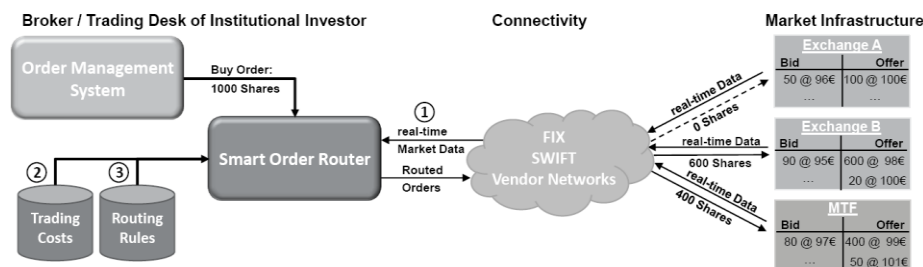 Broker / Trading Desk of Institutional Investor
Connectivity
Market Infrastructure
Order Management
System
Buy Order:
1000 Shares
Smart Order Router
①
real-time
Market Data
Routed
Orders
②
③
Trading
Costs
Routing
Rules
FIX
SWIFT
Vendor Networks
real-time Data
0 Shares
real-time Data
600 Shares
real-time Data
400 Shares
Exchange A
Bid Offer
50 @ 96€ 100 @ 100€
... ...
Exchange B
Bid Offer
90 @ 95€ 600 @ 98€
... 20 @ 100€
MTF
Bid Offer
80 @ 97€ 400 @ 99€
... 50 @ 101€